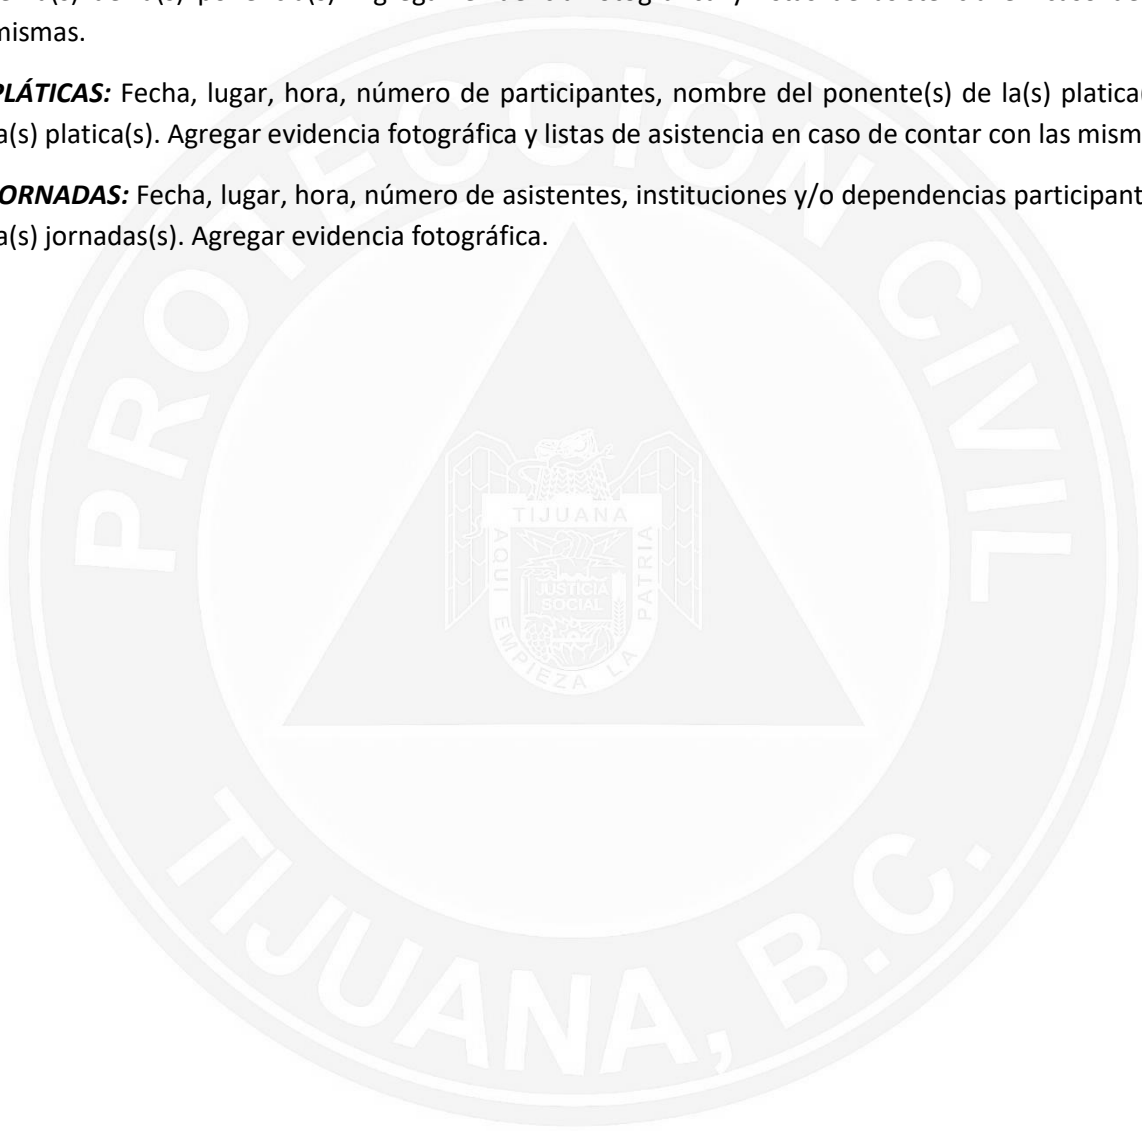 mismas.
PLÁTICAS: Fecha, lugar, hora, número de participantes, nombre del ponente(s) de la(s) platica(
a(s) platica(s). Agregar evidencia fotográfica y listas de asistencia en caso de contar con las mism
ORNADAS: Fecha, lugar, hora, número de asistentes, instituciones y/o dependencias participant
a(s) jornadas(s). Agregar evidencia fotográfica.
PROTECCIÓN CIVIL
TIJUANA
AQUI EMPIEZA LA PATRIA
JUSTICIA
SOCIAL
TIJUANA, B.C.